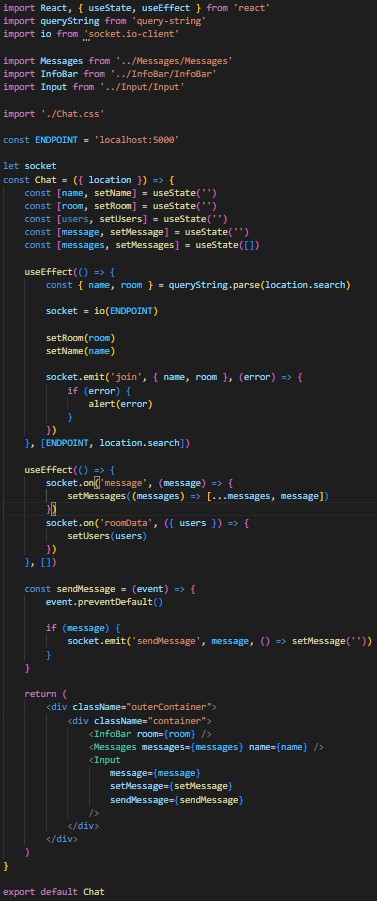 import React, { useState, useEffect } from 'react'
import queryString from 'query-string'
import io from 'socket.io-client'
import Messages from '../Messages/Messages'
import InfoBar from '../InfoBar/InfoBar'
import Input from '../Input/Input'
import './Chat.css'
const ENDPOINT = 'localhost:5000'
let socket
const Chat = ({ location }) => {
    const [name, setName] = useState('')
    const [room, setRoom] = useState('')
    const [users, setUsers] = useState('')
    const [message, setMessage] = useState('')
    const [messages, setMessages] = useState([])
    useEffect(() => {
        const { name, room } = queryString.parse(location.search)
        socket = io(ENDPOINT)
        setRoom(room)
        setName(name)
        socket.emit('join', { name, room }, (error) => {
            if (error) {
                alert(error)
            }
        })
    }, [ENDPOINT, location.search])
    useEffect(() => {
        socket.on('message', (message) => {
            setMessages((messages) => [...messages, message])
        })
        socket.on('roomData', ({ users }) => {
            setUsers(users)
        })
    }, [])
    const sendMessage = (event) => {
        event.preventDefault()
        if (message) {
            socket.emit('sendMessage', message, () => setMessage(''))
        }
    }
    return (
        <div className="outerContainer">
            <div className="container">
                <InfoBar room={room} />
                <Messages messages={messages} name={name} />
                <Input
                    message={message}
                    setMessage={setMessage}
                    sendMessage={sendMessage}
                />
            </div>
        </div>
    )
}
export default Chat